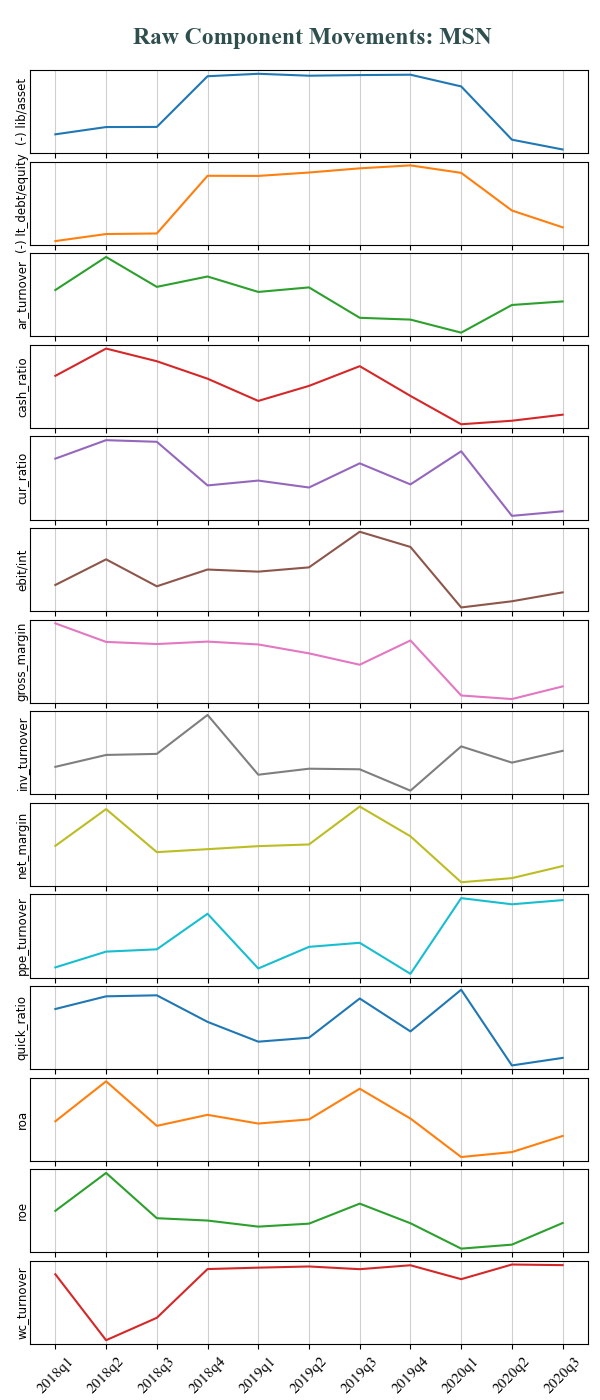 Raw Component Movements: MSN
(-) lib/asset
(-) lt_debt/equity
ar_turnover
cash_ratio
cur_ratio
ebit/int
gross_margin
inv_turnover
net_margin
ppe_turnover
quick_ratio
roa
roe
wc_turnover
2018q1 2018q2 2018q3 2018q4 2019q1 2019q2 2019q3 2019q4 2020q1 2020q2 2020q3